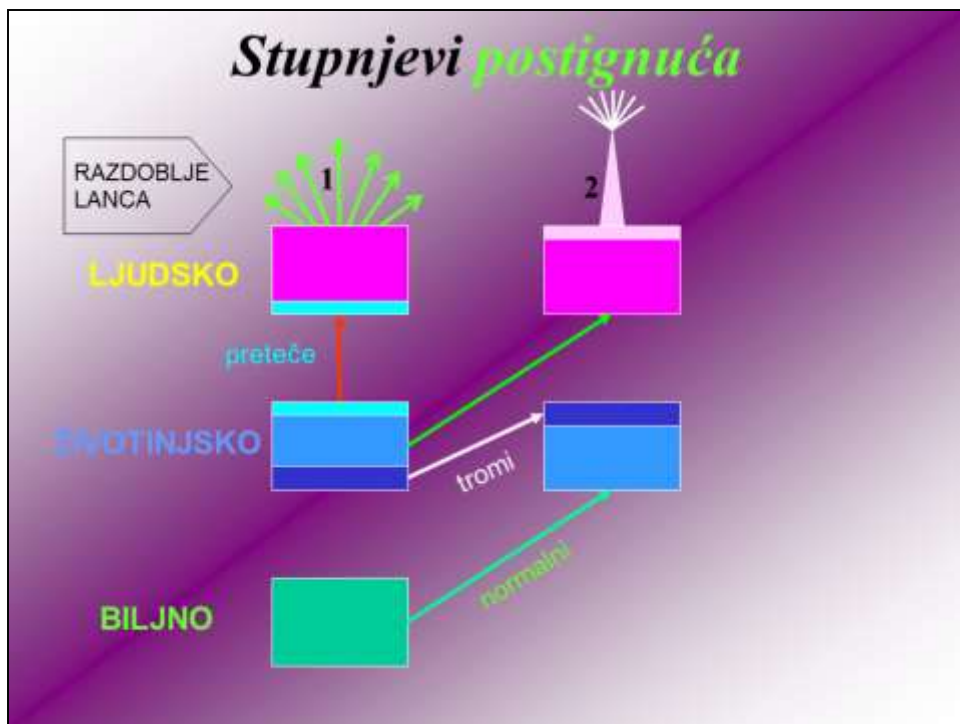 Stupnjevi postignuća
RAZDOBLJE
LANCA
1
2
LJUDSKO
preteče
ŽIVOTINJSKO
tromi
normalni
BILJNO